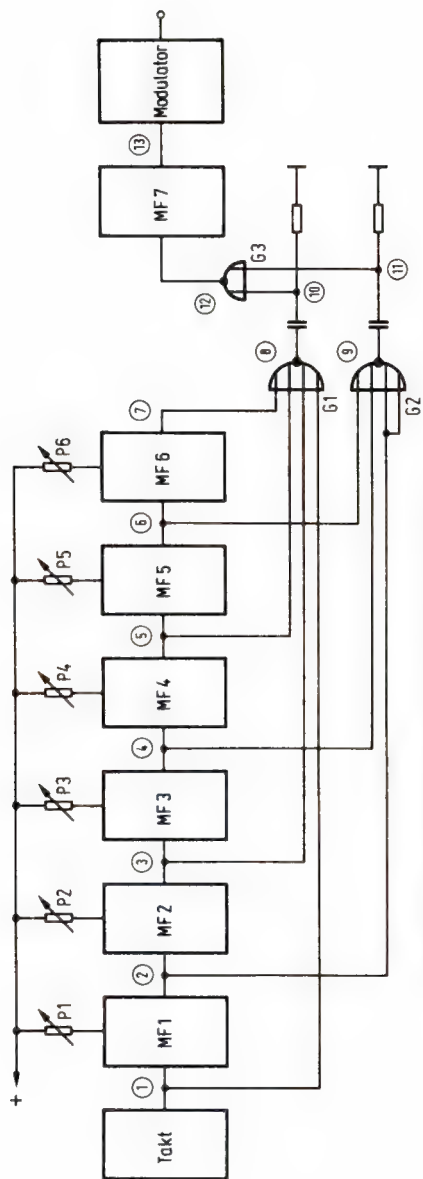 +
P1
P2
P3
P4
P5
P6
Takt
①
MF1
②
MF2
③
MF3
④
MF4
⑤
MF5
⑥
MF6
⑦
⑧
G1
⑨
G2
⑩
⑪
⑫
G3
MF7
⑬
Modulator